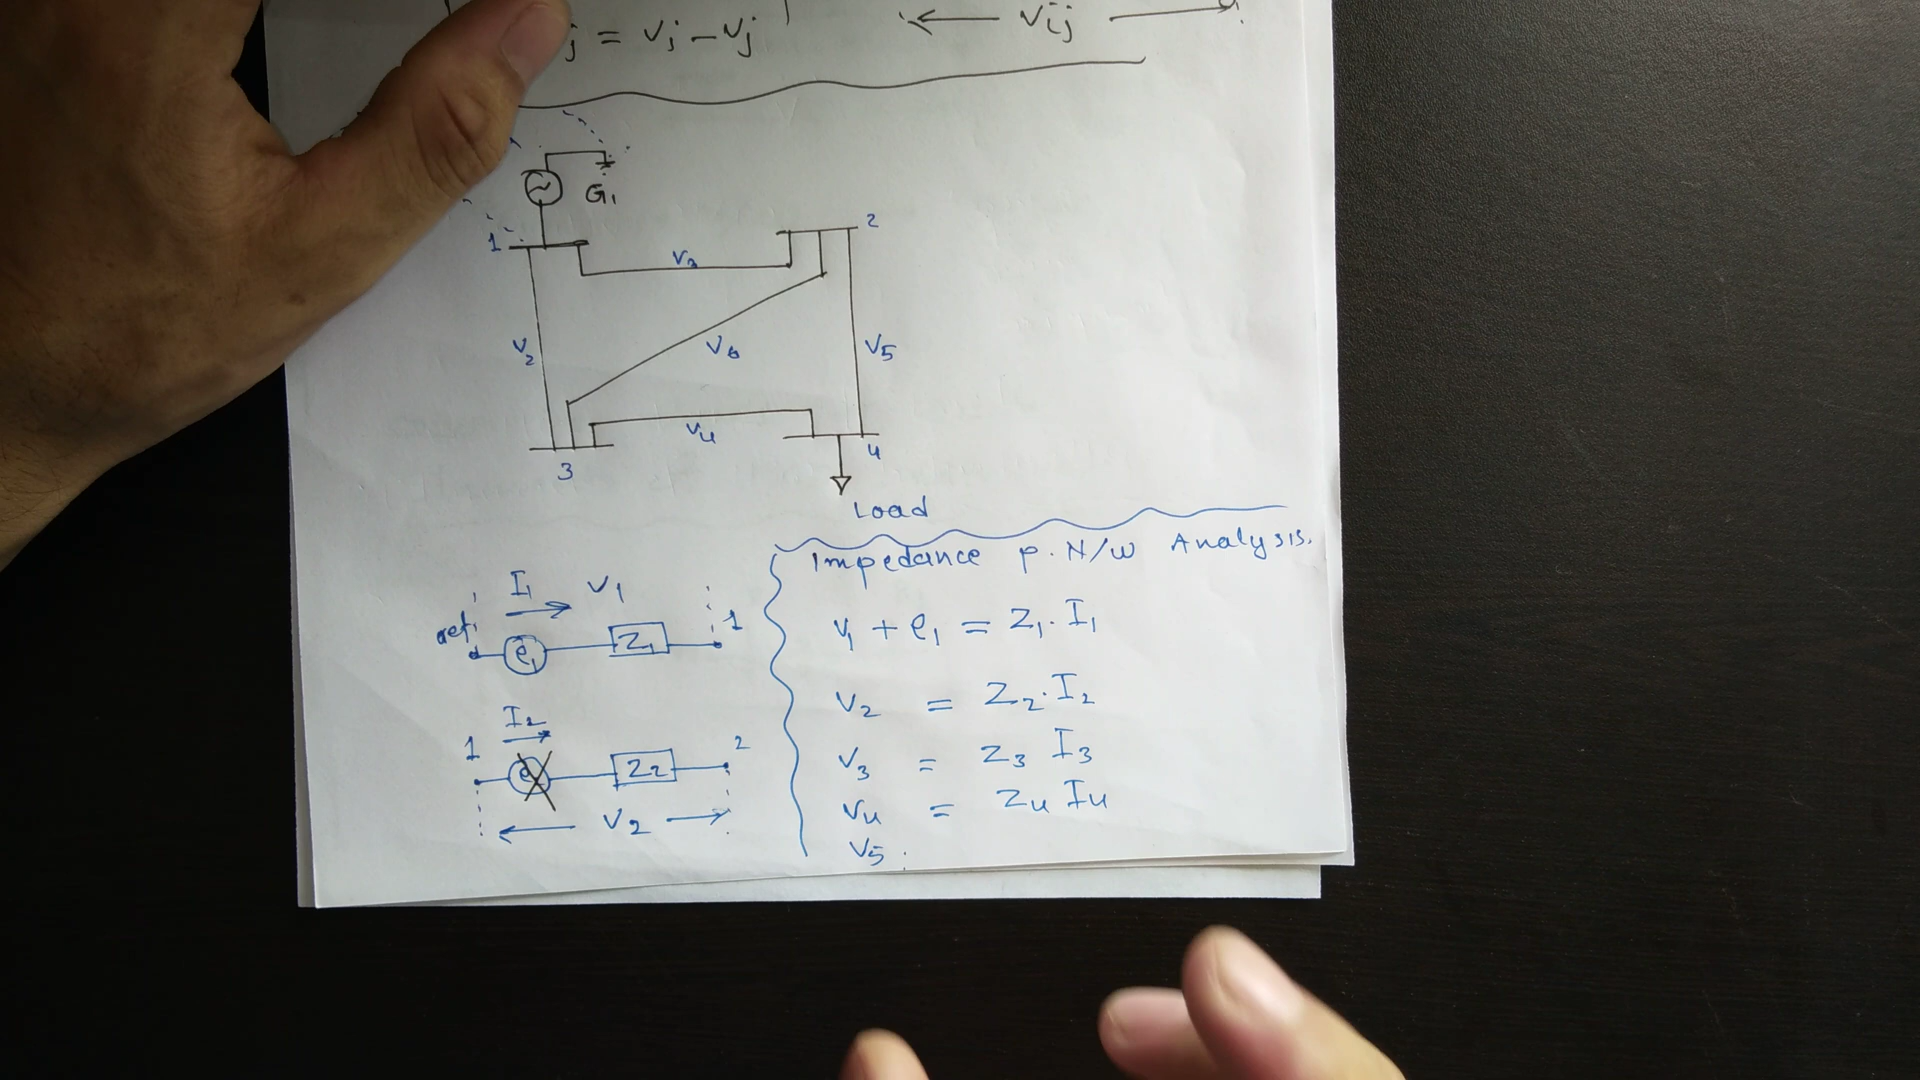 j = Vi - Vj
Vij
G1
1
2
V3
V2
V6
V5
V4
3
4
Load
Impedance p. N/W Analysis.
I1 V1
ref.
e1 Z1 1
V1 + e1 = Z1. I1
V2 = Z2. I2
I2
1 Z2 2
V3 = Z3 I3
V4 = Z4 I4
V2
V5